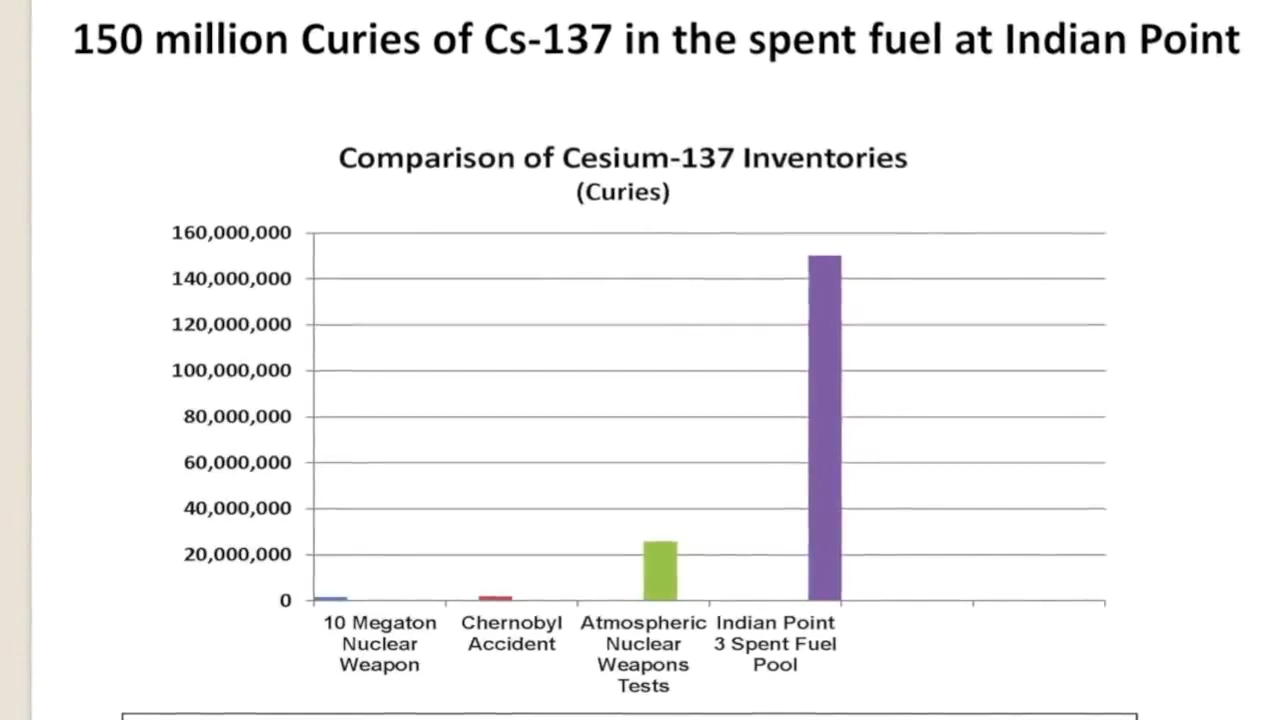 150 million Curies of Cs-137 in the spent fuel at Indian Point
Comparison of Cesium-137 Inventories
(Curies)
160,000,000
140,000,000
120,000,000
100,000,000
80,000,000
60,000,000
40,000,000
20,000,000
0
10 Megaton
Nuclear
Weapon
Chernobyl
Accident
Atmospheric
Nuclear
Weapons
Tests
Indian Point
3 Spent Fuel
Pool